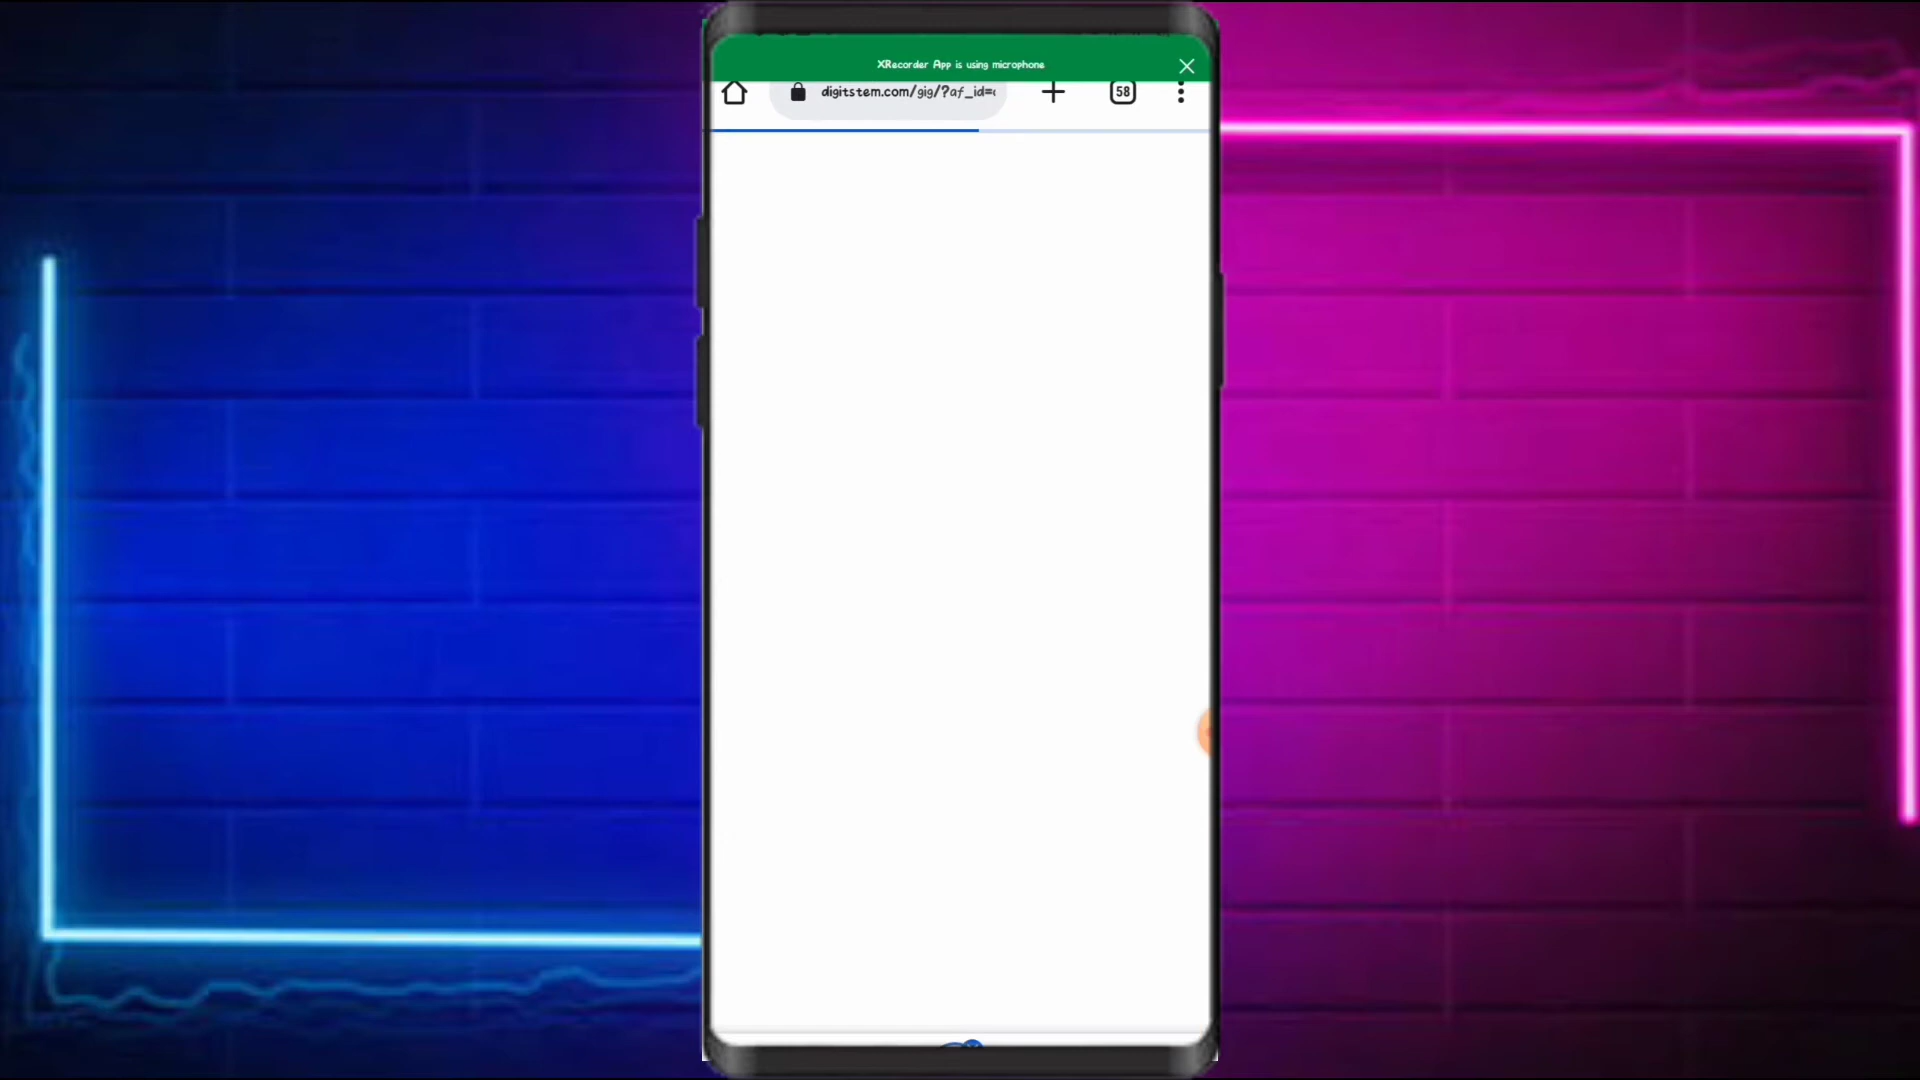 XRecorder App is using microphone
digitstem.com/gig/?af_id=
58